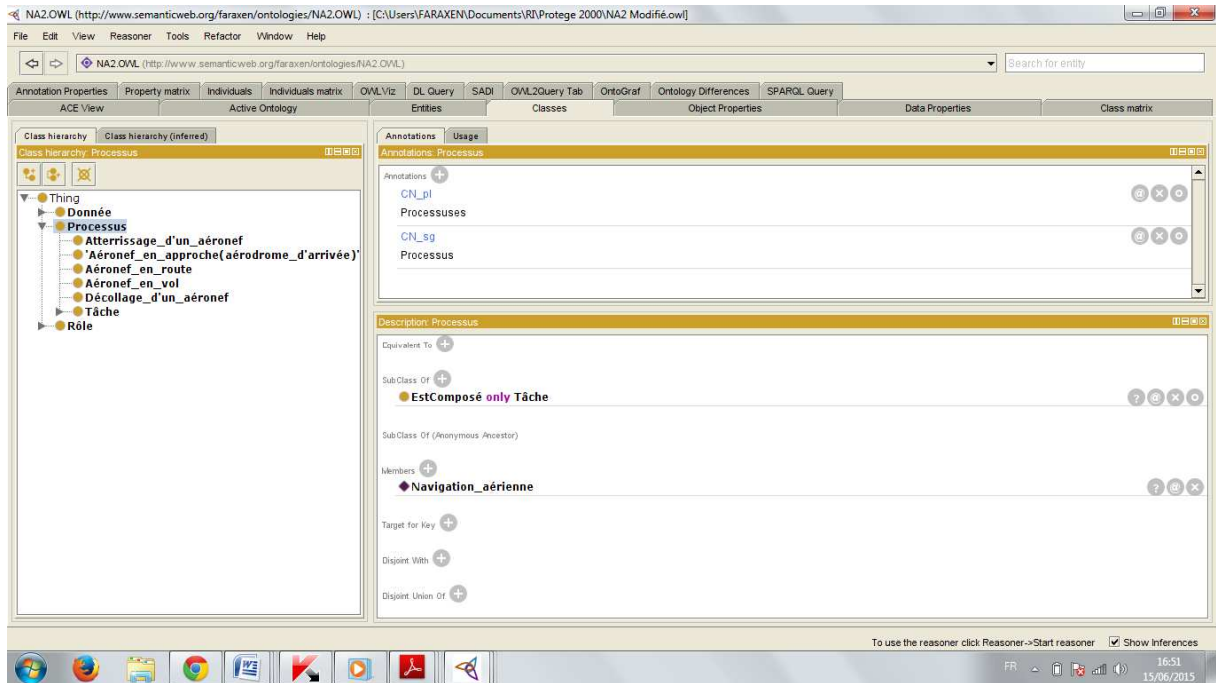 NA2.OWL (http://www.semanticweb.org/faraxen/ontologies/NA2.OWL) : [C:\Users\FARAXEN\Documents\RI\Protege 2000\NA2 Modifié.owl]
File Edit View Reasoner Tools Refactor Window Help
NA2.OWL (http://www.semanticweb.org/faraxen/ontologies/NA2.OWL) Search for entity
Annotation Properties Property matrix Individuals Individuals matrix OWLViz DL Query SADI OWL2Query Tab OntoGraf Ontology Differences SPARQL Query
ACE View Active Ontology Entities Classes Object Properties Data Properties Class matrix
Class hierarchy Class hierarchy (inferred)
Class hierarchy: Processus
Thing
Donnée
Processus
Atterrissage_d'un_aéronef
'Aéronef_en_approche(aérodrome_d'arrivée)'
Aéronef_en_route
Aéronef_en_vol
Décollage_d'un_aéronef
Tâche
Rôle
Annotations Usage
Annotations: Processus
Annotations
CN_pl
Processuses
CN_sg
Processus
Description: Processus
Equivalent To
SubClass Of
EstComposé only Tâche
SubClass Of (Anonymous Ancestor)
Members
Navigation_aérienne
Target for Key
Disjoint With
Disjoint Union Of
To use the reasoner click Reasoner->Start reasoner Show Inferences
FR 16:51
15/06/2015